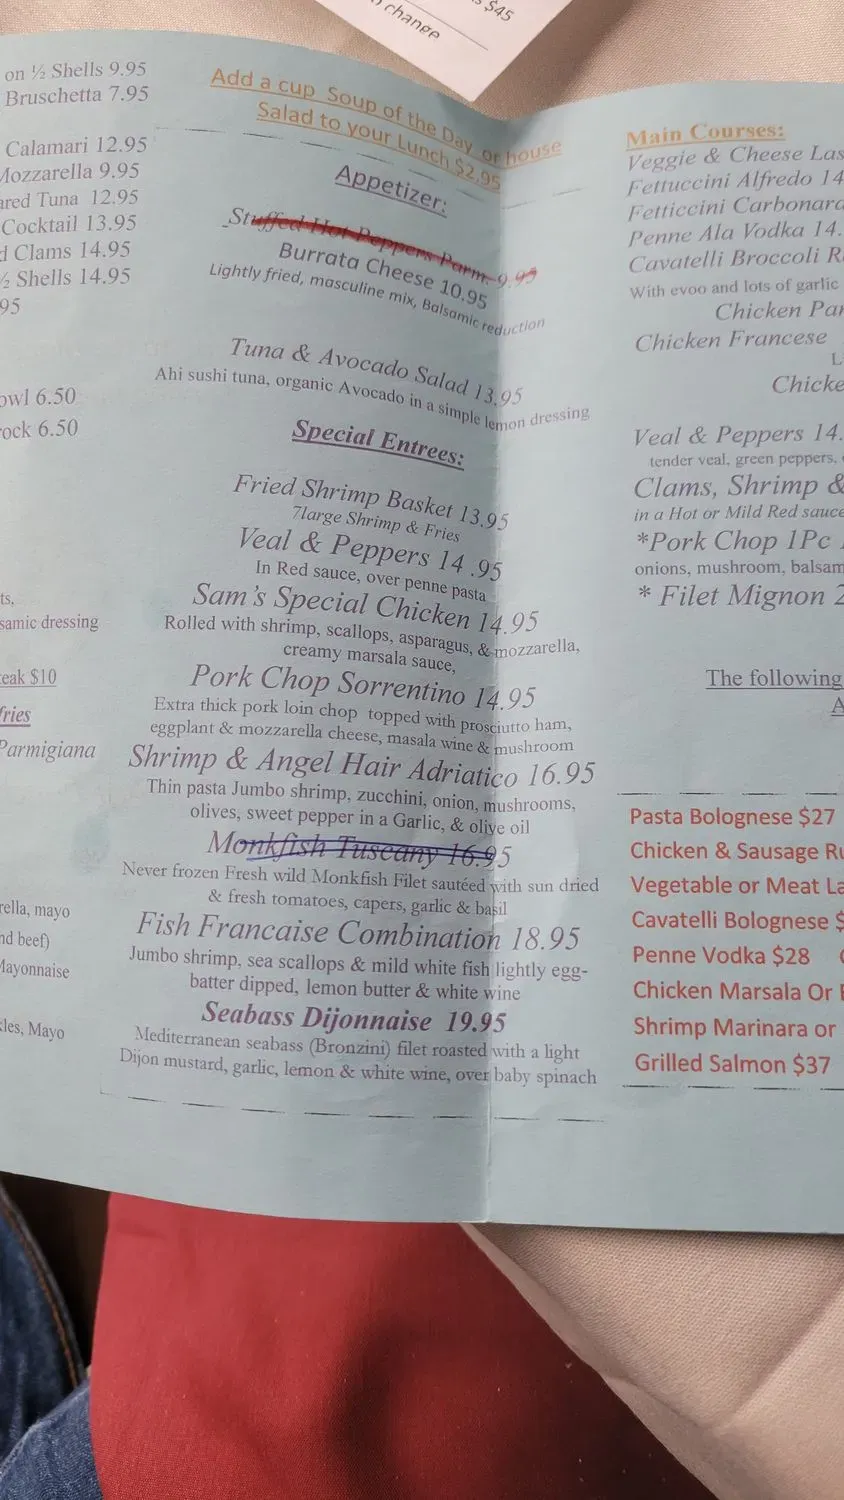 s $45
n change
on ½ Shells 9.95
Bruschetta 7.95
Calamari 12.95
Mozzarella 9.95
ared Tuna 12.95
Cocktail 13.95
d Clams 14.95
½ Shells 14.95
95
owl 6.50
ock 6.50
ts,
samic dressing
eak $10
fries
Parmigiana
rella, mayo
nd beef)
Mayonnaise
kles, Mayo
Add a cup Soup of the Day or house
Salad to your Lunch $2.95
Appetizer:
Stuffed Hot Peppers Parm. 9.95
Burrata Cheese 10.95
Lightly fried, masculine mix, Balsamic reduction
Tuna & Avocado Salad 13.95
Ahi sushi tuna, organic Avocado in a simple lemon dressing
Special Entrees:
Fried Shrimp Basket 13.95
7large Shrimp & Fries
Veal & Peppers 14 .95
In Red sauce, over penne pasta
Sam's Special Chicken 14.95
Rolled with shrimp, scallops, asparagus, & mozzarella,
creamy marsala sauce,
Pork Chop Sorrentino 14.95
Extra thick pork loin chop topped with prosciutto ham,
eggplant & mozzarella cheese, masala wine & mushroom
Shrimp & Angel Hair Adriatico 16.95
Thin pasta Jumbo shrimp, zucchini, onion, mushrooms,
olives, sweet pepper in a Garlic, & olive oil
Monkfish Tuscany 16.95
Never frozen Fresh wild Monkfish Filet sautéed with sun dried
& fresh tomatoes, capers, garlic & basil
Fish Francaise Combination 18.95
Jumbo shrimp, sea scallops & mild white fish lightly egg-
batter dipped, lemon butter & white wine
Seabass Dijonnaise 19.95
Mediterranean seabass (Bronzini) filet roasted with a light
Dijon mustard, garlic, lemon & white wine, over baby spinach
Main Courses:
Veggie & Cheese Las
Fettuccini Alfredo 14
Fetticcini Carbonara
Penne Ala Vodka 14.
Cavatelli Broccoli R
With evoo and lots of garlic
Chicken Par
Chicken Francese
L
Chicke
Veal & Peppers 14.
tender veal, green peppers,
Clams, Shrimp &
in a Hot or Mild Red sauce
*Pork Chop 1Pc 1
onions, mushroom, balsam
* Filet Mignon 2
The following
A
Pasta Bolognese $27
Chicken & Sausage Ru
Vegetable or Meat La
Cavatelli Bolognese $
Penne Vodka $28
Chicken Marsala Or F
Shrimp Marinara or
Grilled Salmon $37